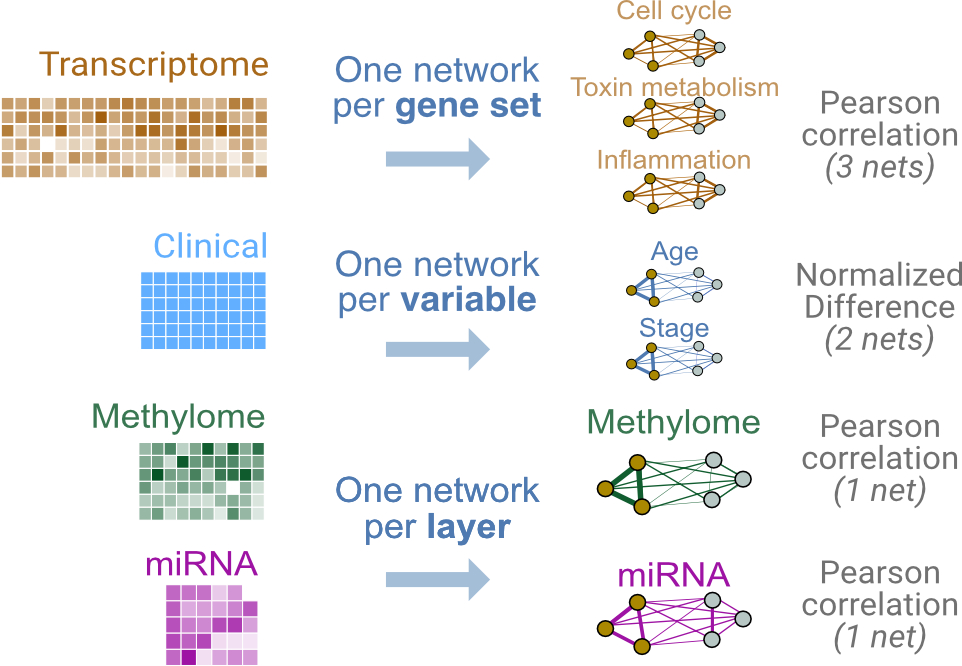 Transcriptome
One network
per gene set
Cell cycle
Toxin metabolism
Inflammation
Pearson
correlation
(3 nets)
Clinical
One network
per variable
Age
Stage
Normalized
Difference
(2 nets)
Methylome
miRNA
One network
per layer
Methylome
Pearson
correlation
(1 net)
miRNA
Pearson
correlation
(1 net)